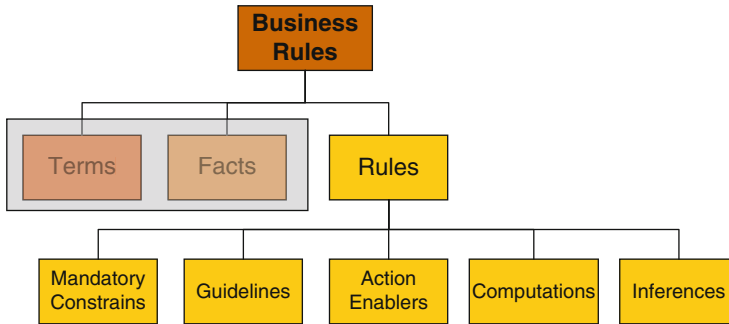 Business
Rules
Terms
Facts
Rules
Mandatory
Constrains
Guidelines
Action
Enablers
Computations
Inferences